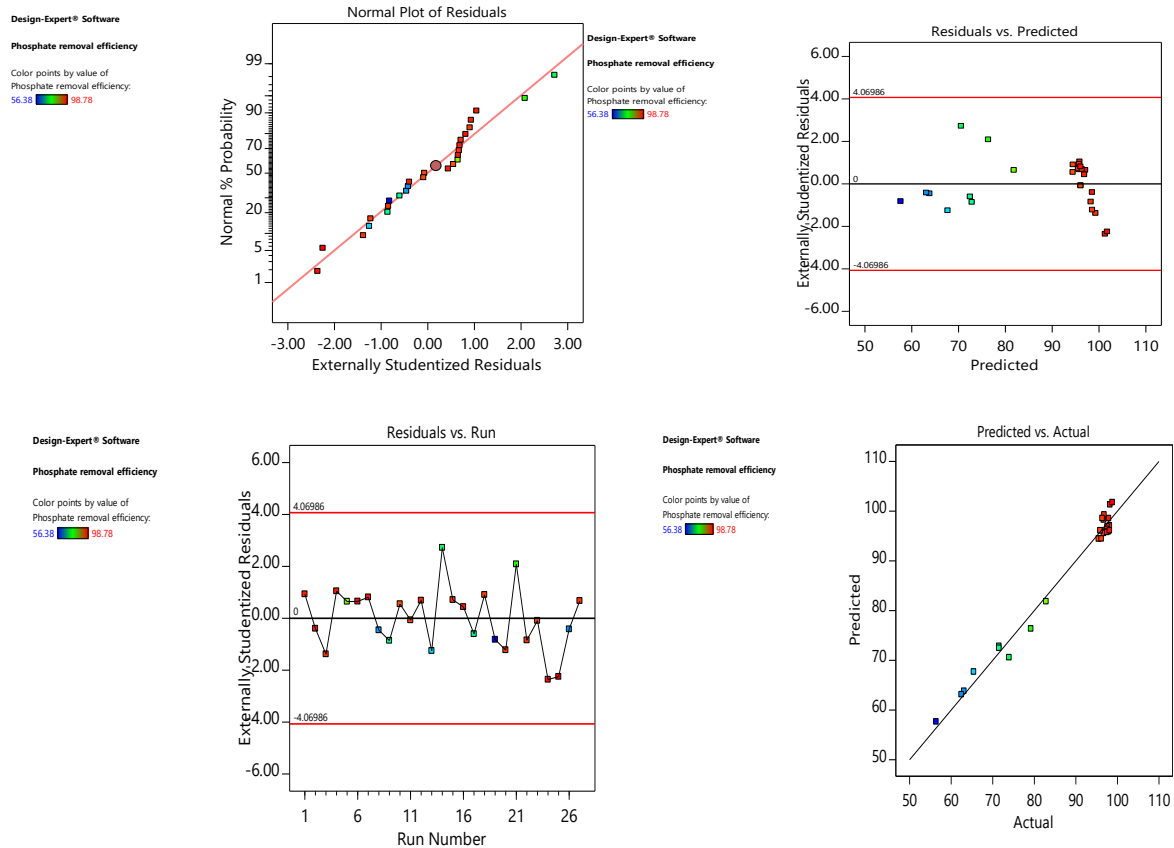 Design-Expert® Software
Phosphate removal efficiency
Color points by value of
Phosphate removal efficiency:
56.38 98.78
Normal Plot of Residuals
Normal % Probability
99
90
70
50
20
5
1
-3.00 -2.00 -1.00 0.00 1.00 2.00 3.00
Externally Studentized Residuals
Design-Expert® Software
Phosphate removal efficiency
Color points by value of
Phosphate removal efficiency:
56.38 98.78
Residuals vs. Predicted
Externally Studentized Residuals
6.00
4.00
2.00
0.00
-2.00
-4.00
-6.00
4.06986
0
-4.06986
50 60 70 80 90 100 110
Predicted
Design-Expert® Software
Phosphate removal efficiency
Color points by value of
Phosphate removal efficiency:
56.38 98.78
Residuals vs. Run
Externally Studentized Residuals
6.00
4.00
2.00
0.00
-2.00
-4.00
-6.00
4.06986
0
-4.06986
1 6 11 16 21 26
Run Number
Design-Expert® Software
Phosphate removal efficiency
Color points by value of
Phosphate removal efficiency:
56.38 98.78
Predicted vs. Actual
Predicted
110
100
90
80
70
60
50
50 60 70 80 90 100 110
Actual